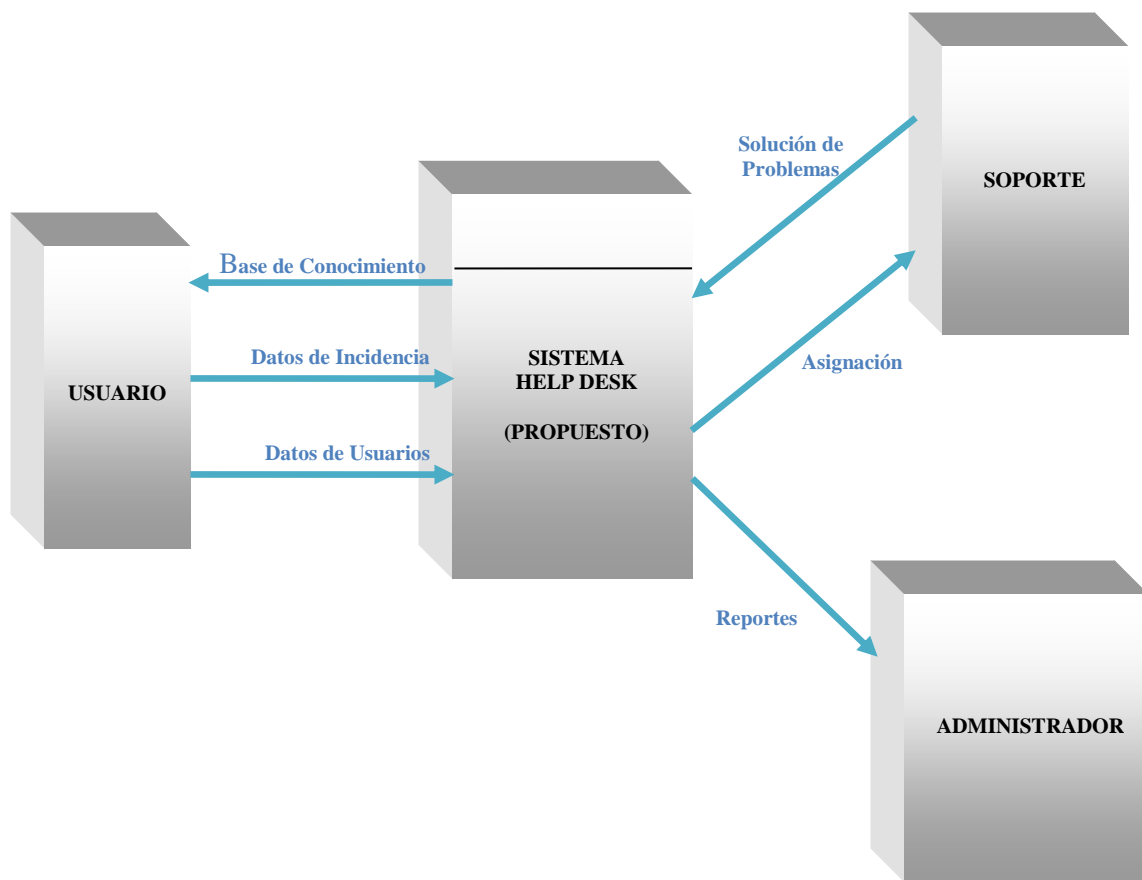 Solución de
Problemas
SOPORTE
Base de Conocimiento
Datos de Incidencia
USUARIO
Datos de Usuarios
SISTEMA
HELP DESK
(PROPUESTO)
Asignación
Reportes
ADMINISTRADOR